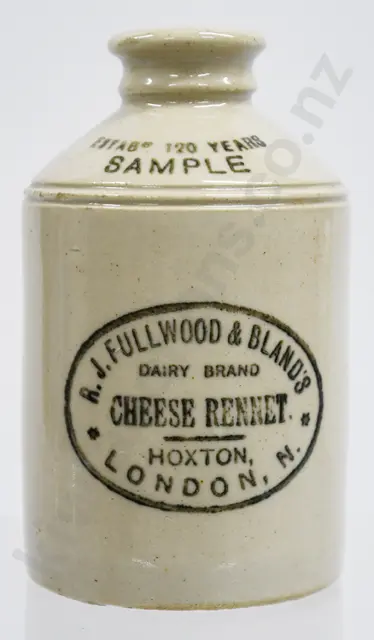 ESTABD 120 YEARS
SAMPLE
R.J. FULLWOOD & BLAND'S
DAIRY BRAND
CHEESE RENNET.
HOXTON,
LONDON, N.